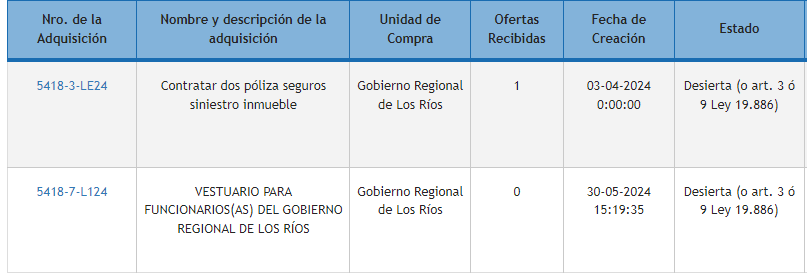 Nro. de la Adquisición
Nombre y descripción de la adquisición
Unidad de Compra
Ofertas Recibidas
Fecha de Creación
Estado
5418-3-LE24
Contratar dos póliza seguros
siniestro inmueble
Gobierno Regional
de Los Ríos
1
03-04-2024
0:00:00
Desierta (o art. 3 ó
9 Ley 19.886)
5418-7-L124
VESTUARIO PARA
FUNCIONARIOS(AS) DEL GOBIERNO
REGIONAL DE LOS RÍOS
Gobierno Regional
de Los Ríos
0
30-05-2024
15:19:35
Desierta (o art. 3 ó
9 Ley 19.886)